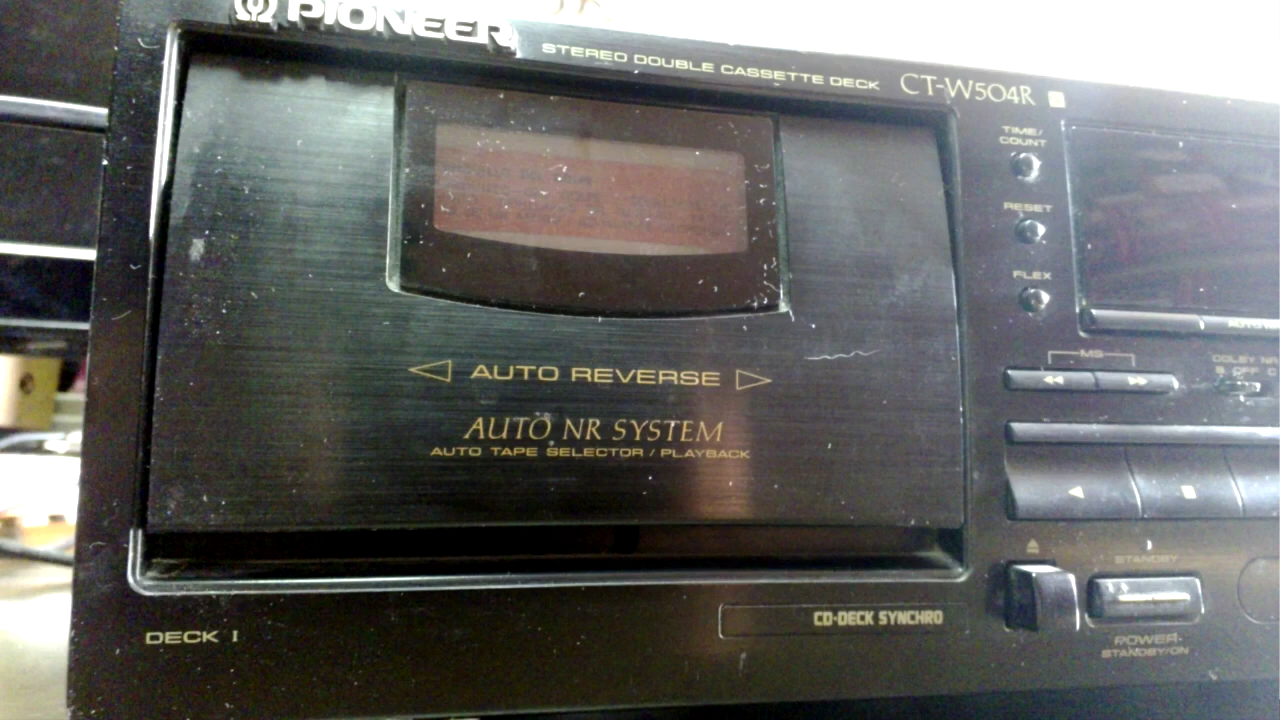 PIONEER
STEREO DOUBLE CASSETTE DECK CT-W504R
TIME/
COUNT
RESET
FLEX
AUTO REVERSE
AUTO NR SYSTEM
AUTO TAPE SELECTOR / PLAYBACK
MS
DOLBY NR
B OFF C
STANDBY
CD-DECK SYNCHRO
DECK I
POWER
STANDBY/ON